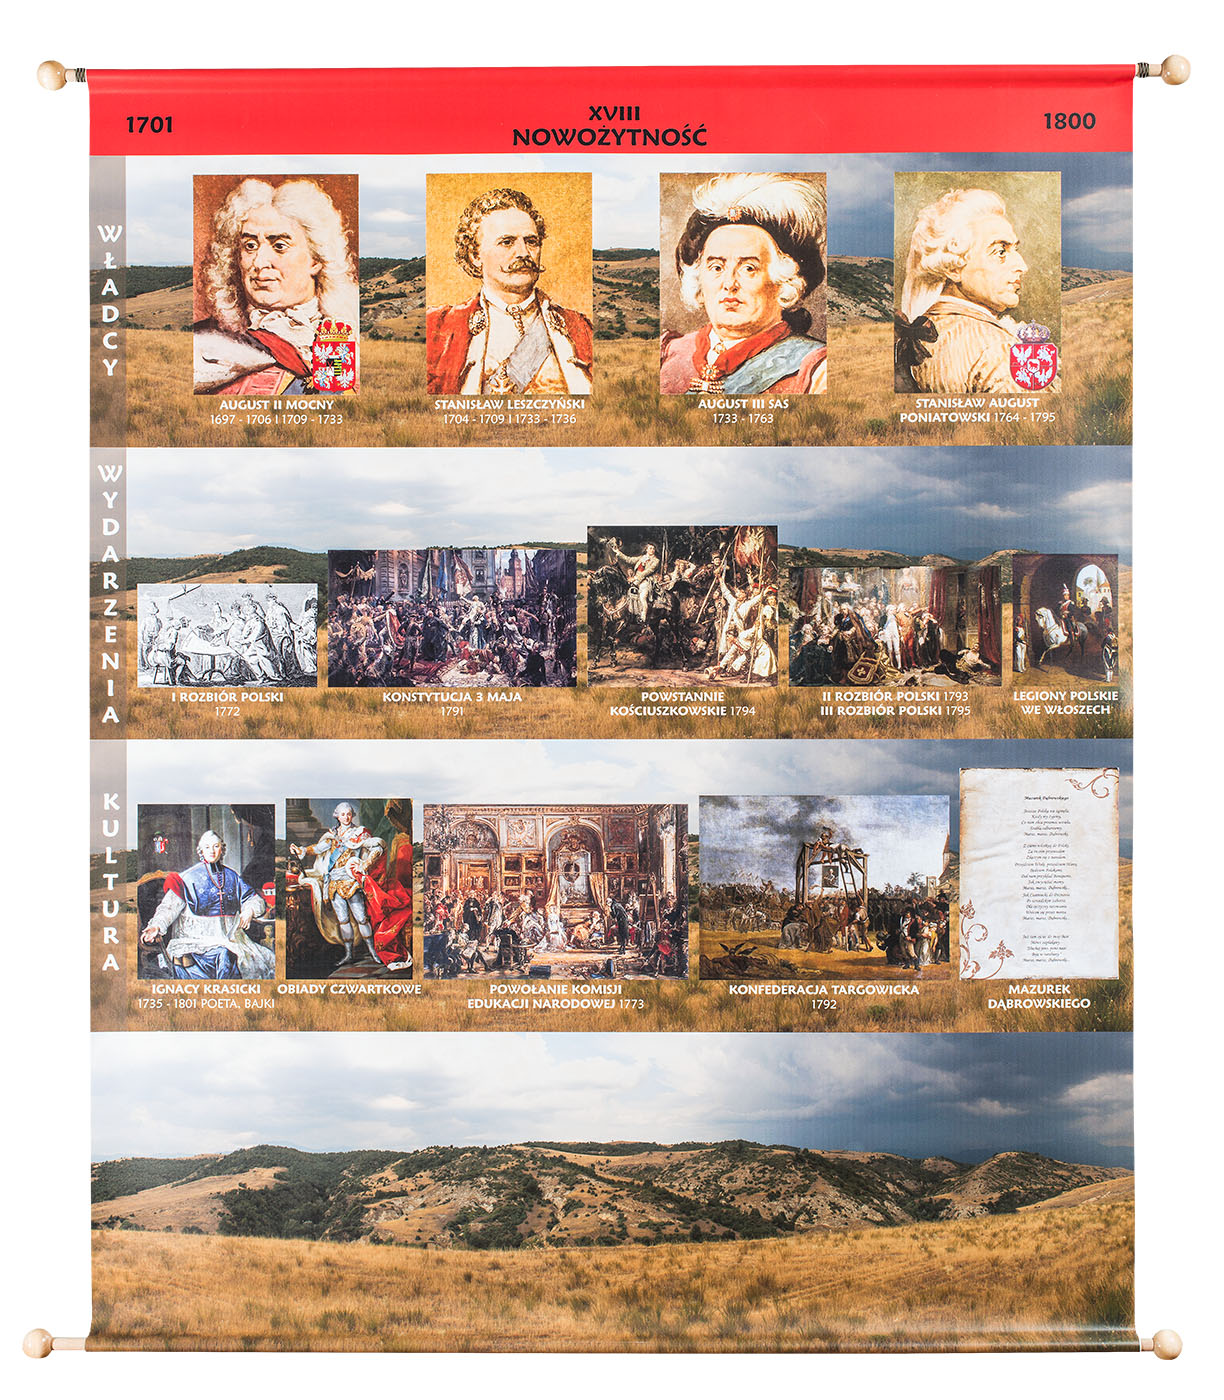 1701
XVIII
NOWOŻYTNOŚĆ
1800
WŁADCY
AUGUST II MOCNY
1697 - 1706 I 1709 - 1733
STANISŁAW LESZCZYŃSKI
1704 - 1709 I 1733 - 1736
AUGUST III SAS
1733 - 1763
STANISŁAW AUGUST
PONIATOWSKI 1764 - 1795
WYDARZENIA
I ROZBIÓR POLSKI
1772
KONSTYTUCJA 3 MAJA
1791
POWSTANNIE
KOŚCIUSZKOWSKIE 1794
II ROZBIÓR POLSKI 1793
III ROZBIÓR POLSKI 1795
LEGIONY POLSKIE
WE WŁOSZECH
KULTURA
IGNACY KRASICKI
1735 - 1801 POETA. BAJKI
OBIADY CZWARTKOWE
POWOŁANIE KOMISJI
EDUKACJI NARODOWEJ 1773
KONFEDERACJA TARGOWICKA
1792
Mazurek Dąbrowskiego
MAZUREK
DĄBROWSKIEGO